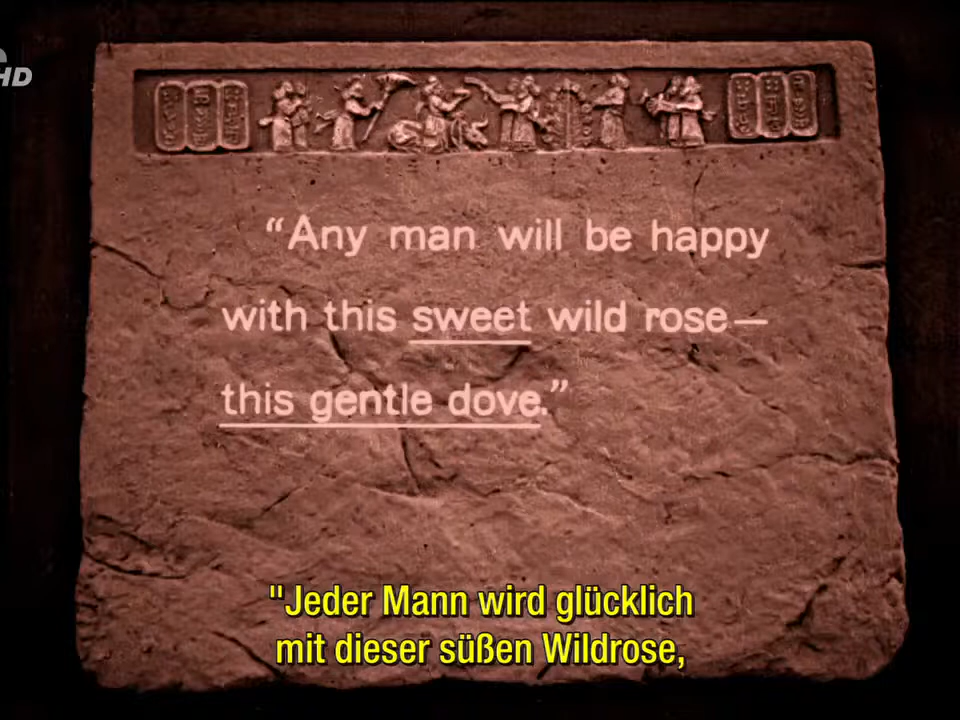 HD
“Any man will be happy
with this sweet wild rose—
this gentle dove.”
"Jeder Mann wird glücklich
mit dieser süßen Wildrose,